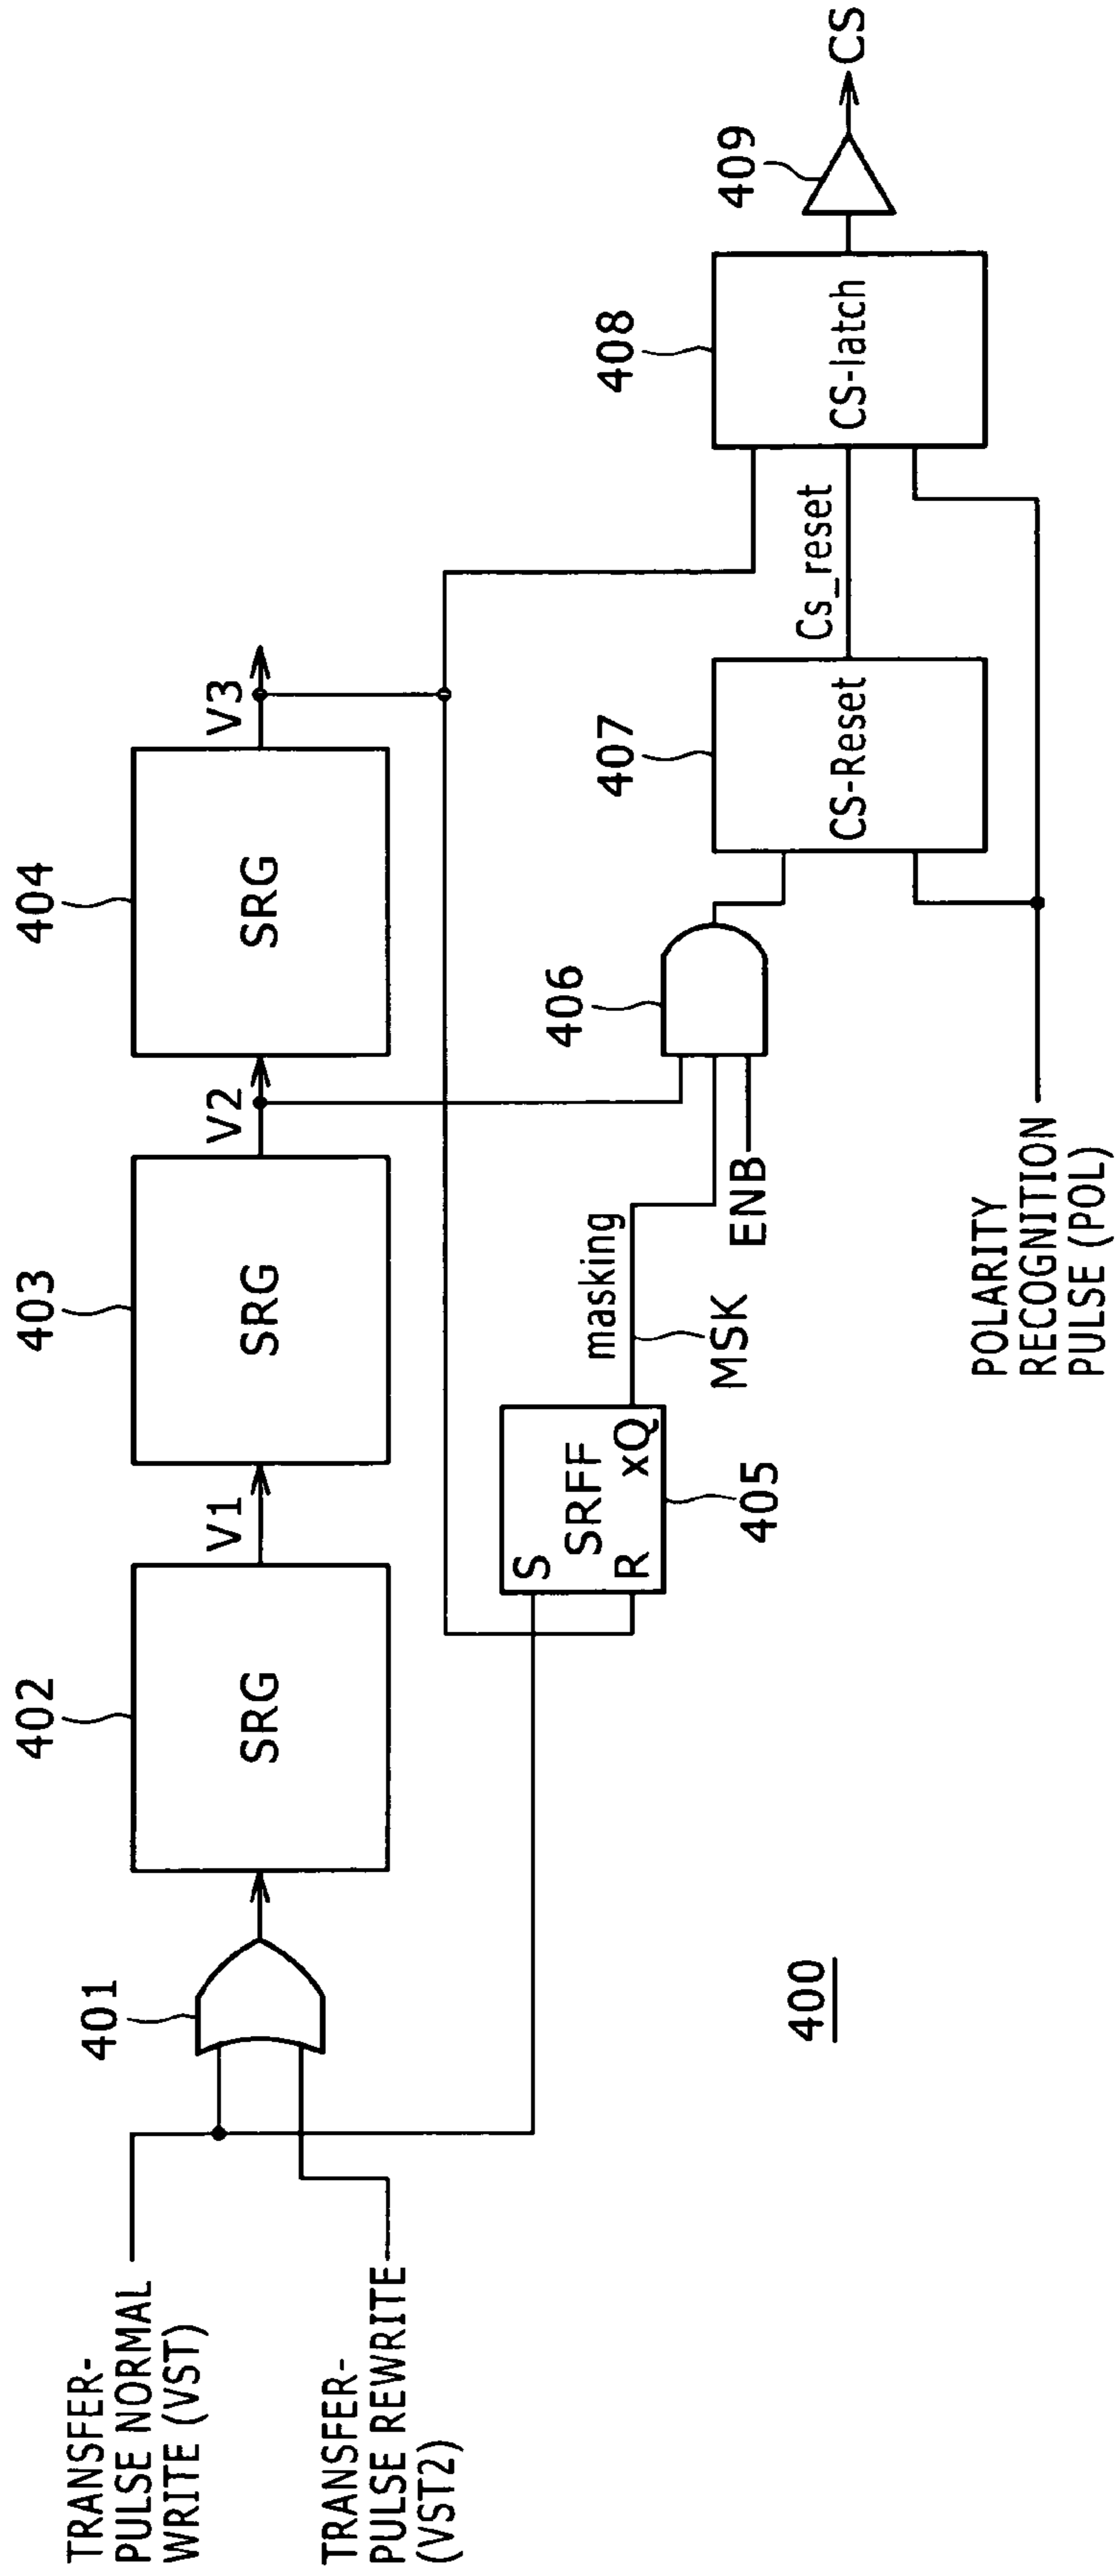 TRANSFER-
PULSE NORMAL
WRITE (VST)
TRANSFER-
PULSE REWRITE
(VST2)
401
402
SRG
V1
403
SRG
V2
404
SRG
V3
S
SRFF
R
xQ
405
masking
MSK
ENB
406
407
CS-Reset
Cs_reset
408
CS-latch
409
CS
POLARITY
RECOGNITION
PULSE (POL)
400